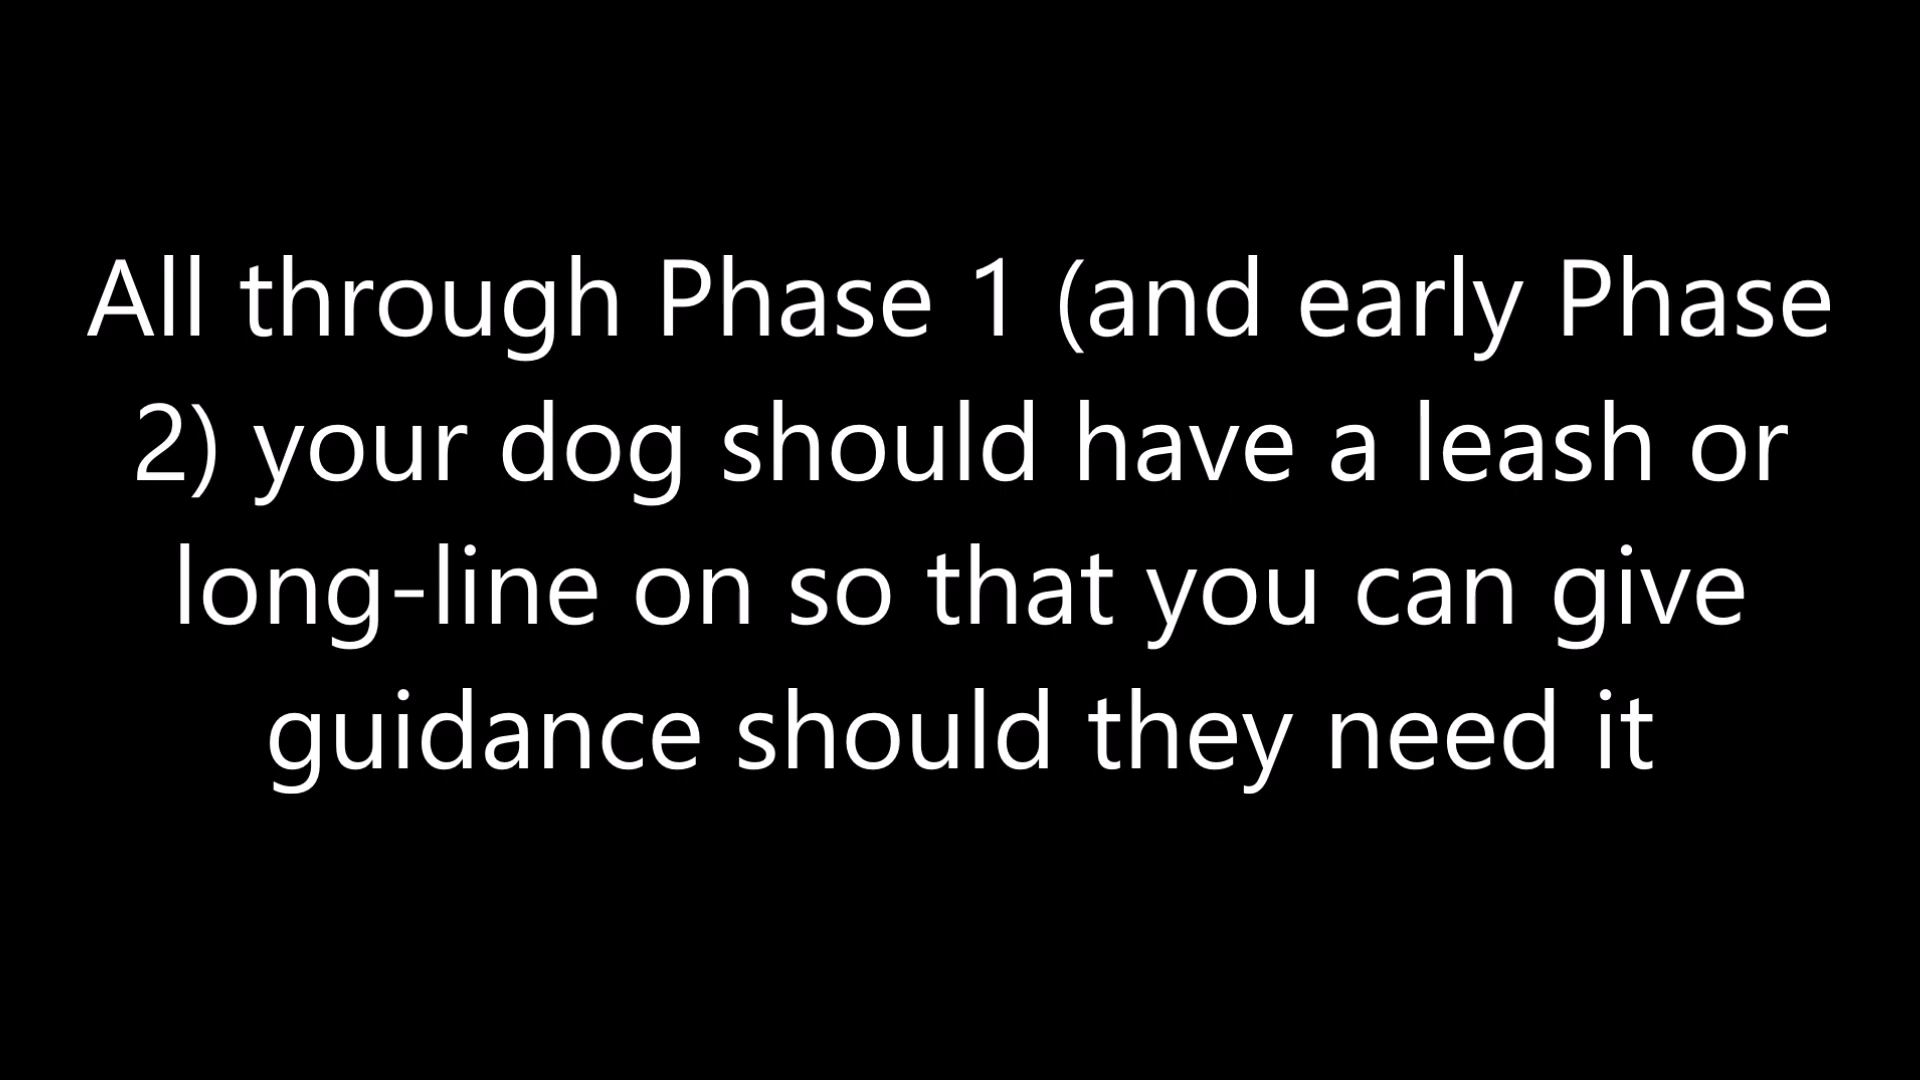 All through Phase 1 (and early Phase
2) your dog should have a leash or
long-line on so that you can give
guidance should they need it